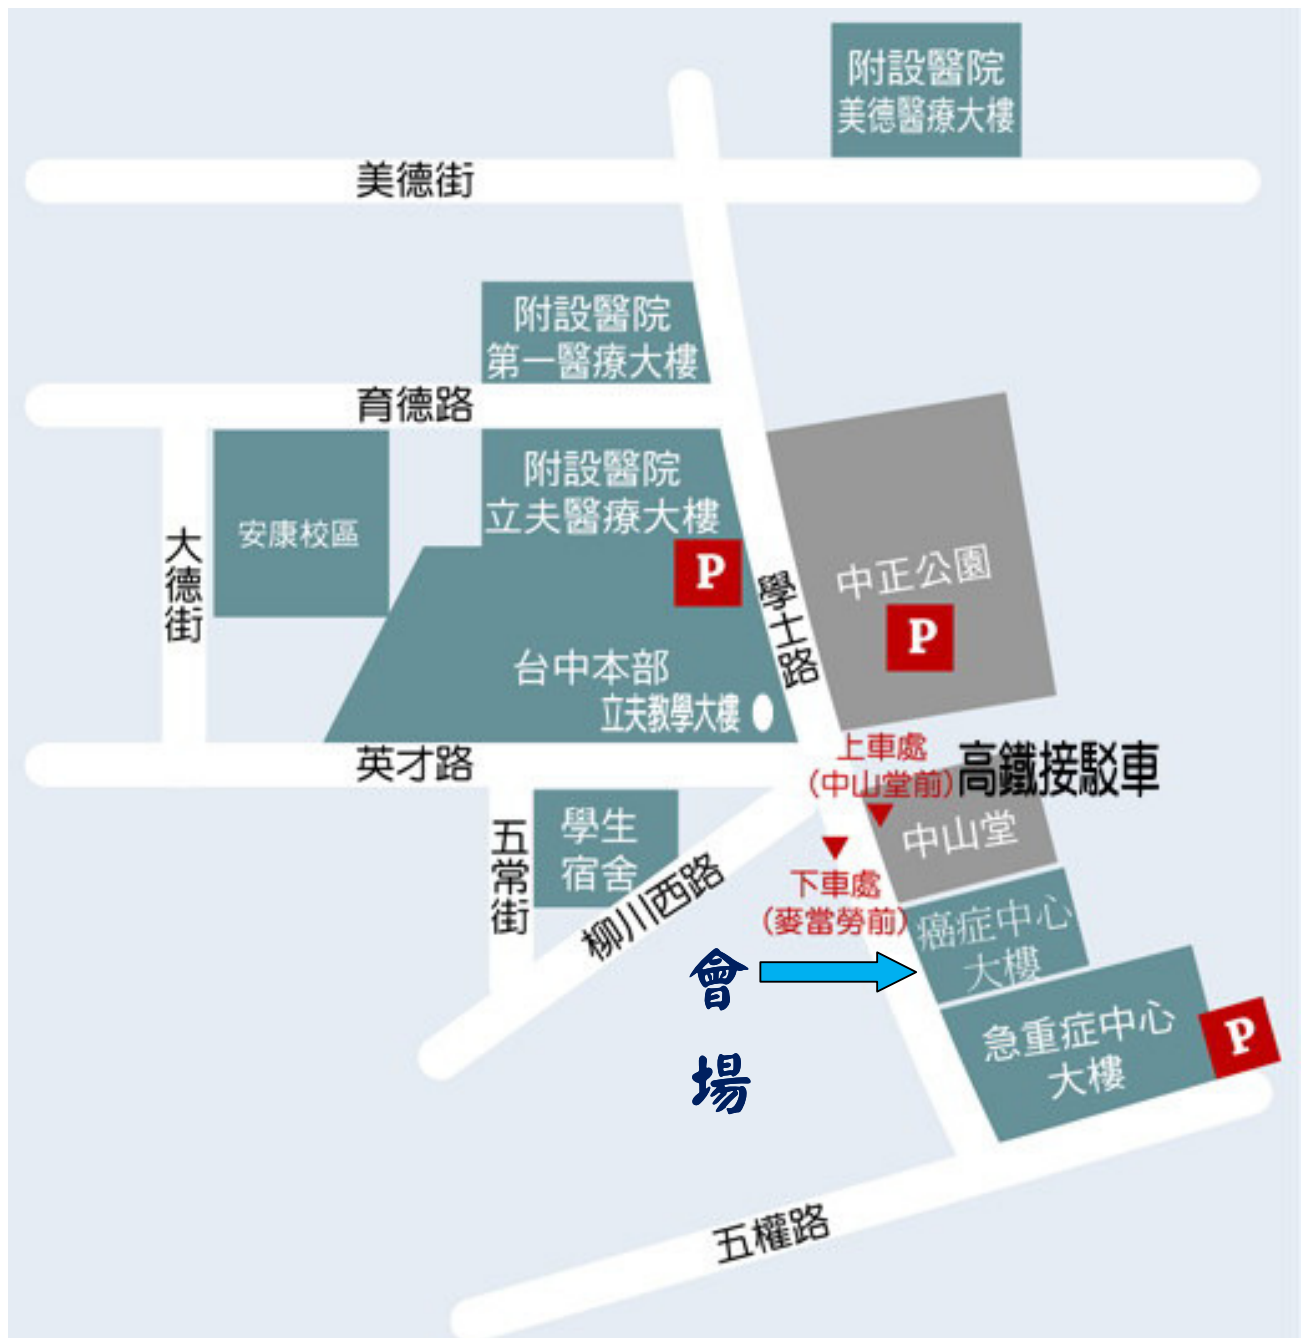 附設醫院
美德醫療大樓
美德街
附設醫院
第一醫療大樓
育德路
附設醫院
立夫醫療大樓
安康校區
大德街
P
學士路
中正公園
P
台中本部
立夫教學大樓
英才路
上車處
(中山堂前)
高鐵接駁車
中山堂
五常街
學生
宿舍
柳川西路
下車處
(麥當勞前)
癌症中心
大樓
會場
急重症中心
大樓
P
五權路